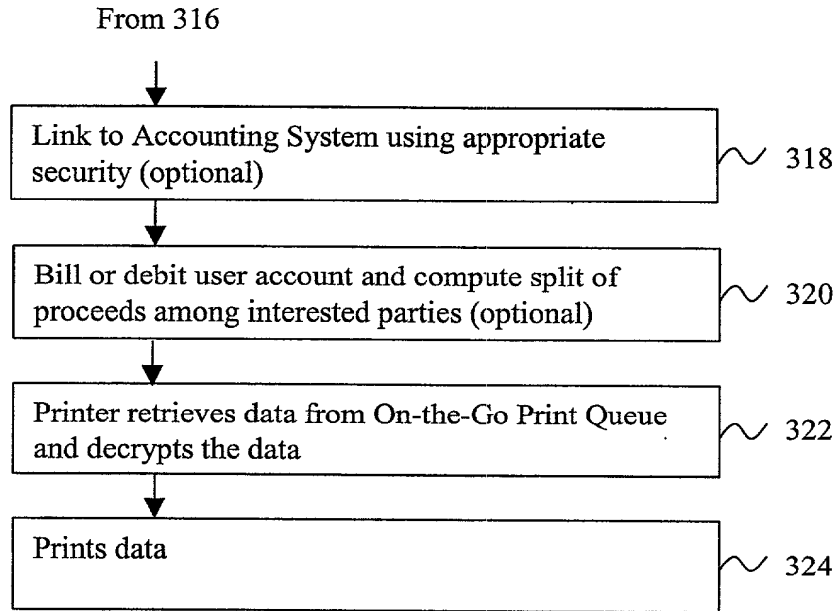 From 316
Link to Accounting System using appropriate
security (optional)
318
Bill or debit user account and compute split of
proceeds among interested parties (optional)
320
Printer retrieves data from On-the-Go Print Queue
and decrypts the data
322
Prints data
324